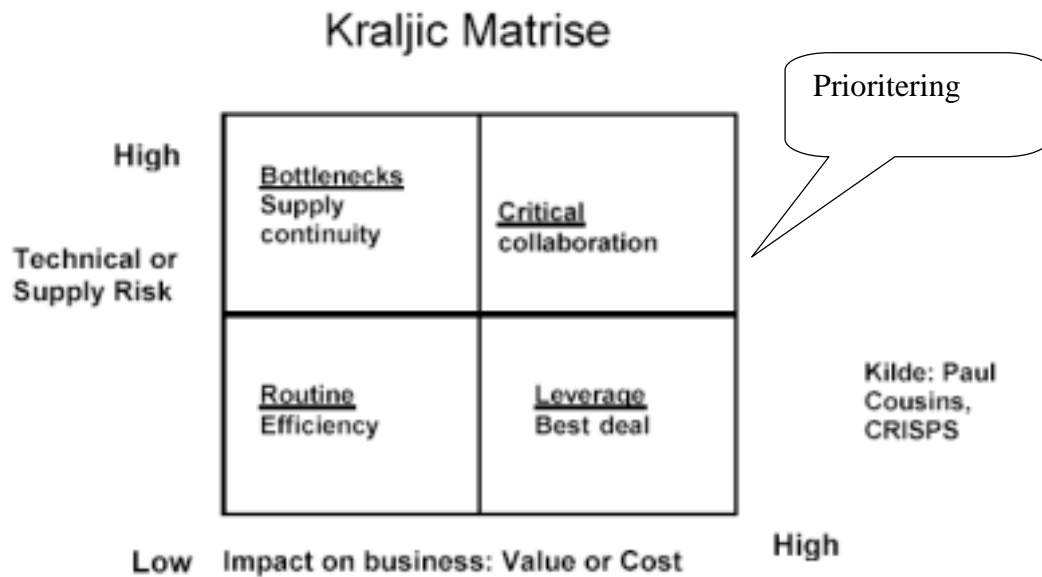 Kraljic Matrise
Prioritering
High
Bottlenecks
Supply
continuity
Critical
collaboration
Technical or
Supply Risk
Routine
Efficiency
Leverage
Best deal
Kilde: Paul
Cousins,
CRISPS
Low
Impact on business: Value or Cost
High